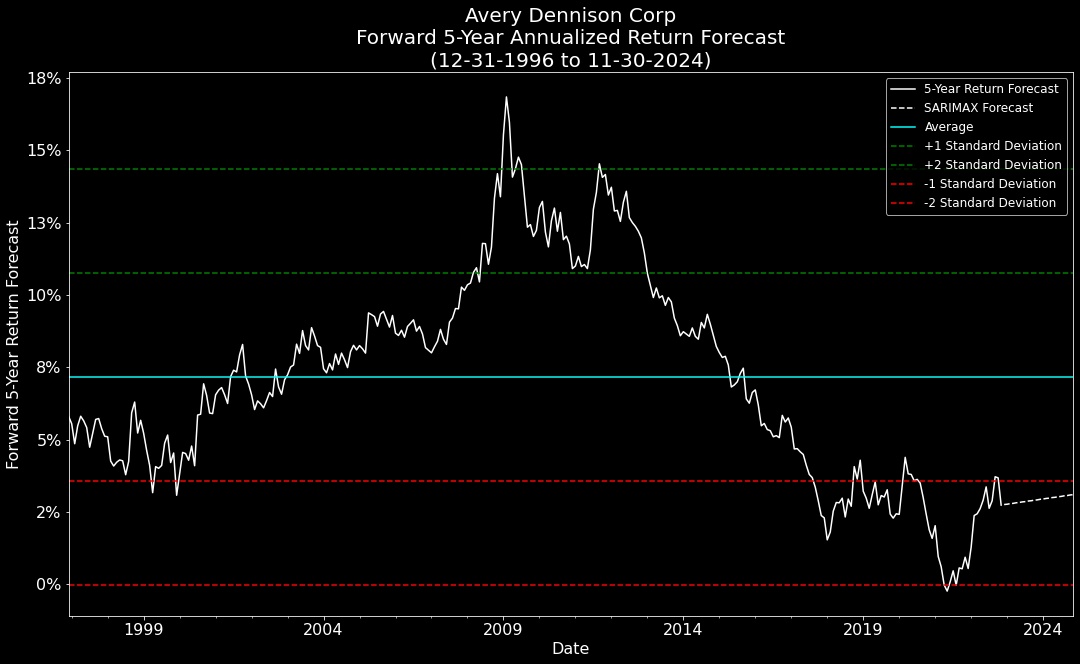 Avery Dennison Corp
Forward 5-Year Annualized Return Forecast
(12-31-1996 to 11-30-2024)
18%
15%
13%
10%
8%
5%
2%
0%
Forward 5-Year Return Forecast
5-Year Return Forecast
SARIMAX Forecast
Average
+1 Standard Deviation
+2 Standard Deviation
-1 Standard Deviation
-2 Standard Deviation
1999
2004
2009
2014
2019
2024
Date